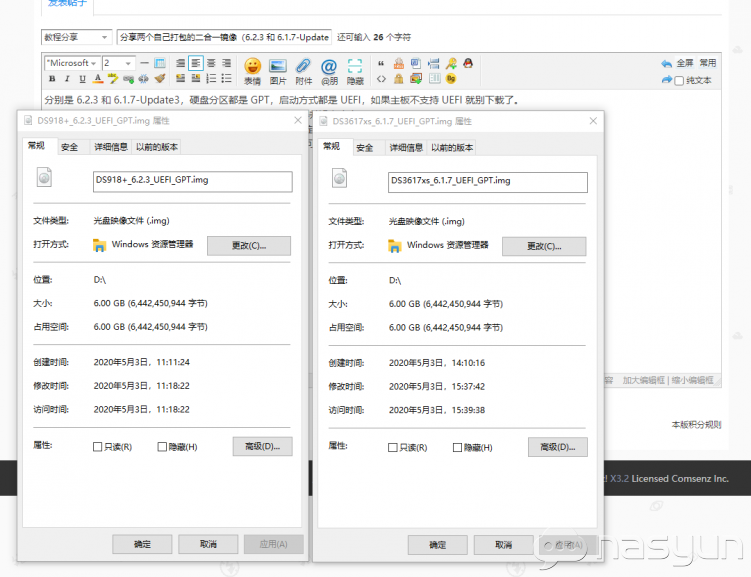 发表帖子
教程分享
分享两个自己打包的二合一镜像（6.2.3 和 6.1.7-Update
还可输入 26 个字符
"Microsoft
2
表情
图片
附件
@朋友
隐藏
全屏
常用
纯文本
分别是 6.2.3 和 6.1.7-Update3，硬盘分区都是 GPT，启动方式都是 UEFI，如果主板不支持 UEFI 就别下载了。
DS918+_6.2.3_UEFI_GPT.img 属性
常规
安全
详细信息
以前的版本
DS918+_6.2.3_UEFI_GPT.img
文件类型:
光盘映像文件 (.img)
打开方式:
Windows 资源管理器
更改(C)...
位置:
D:\
大小:
6.00 GB (6,442,450,944 字节)
占用空间:
6.00 GB (6,442,450,944 字节)
创建时间:
2020年5月3日，11:11:24
修改时间:
2020年5月3日，11:18:22
访问时间:
2020年5月3日，11:18:22
属性:
只读(R)
隐藏(H)
高级(D)...
确定
取消
应用(A)
DS3617xs_6.1.7_UEFI_GPT.img 属性
常规
安全
详细信息
以前的版本
DS3617xs_6.1.7_UEFI_GPT.img
文件类型:
光盘映像文件 (.img)
打开方式:
Windows 资源管理器
更改(C)...
位置:
D:\
大小:
6.00 GB (6,442,450,944 字节)
占用空间:
6.00 GB (6,442,450,944 字节)
创建时间:
2020年5月3日，14:10:16
修改时间:
2020年5月3日，15:37:42
访问时间:
2020年5月3日，15:39:38
属性:
只读(R)
隐藏(H)
高级(D)...
确定
取消
应用(A)
容
加大编辑框 | 缩小编辑框
本版积分规则
! X3.2 Licensed Comsenz Inc.
nasyun